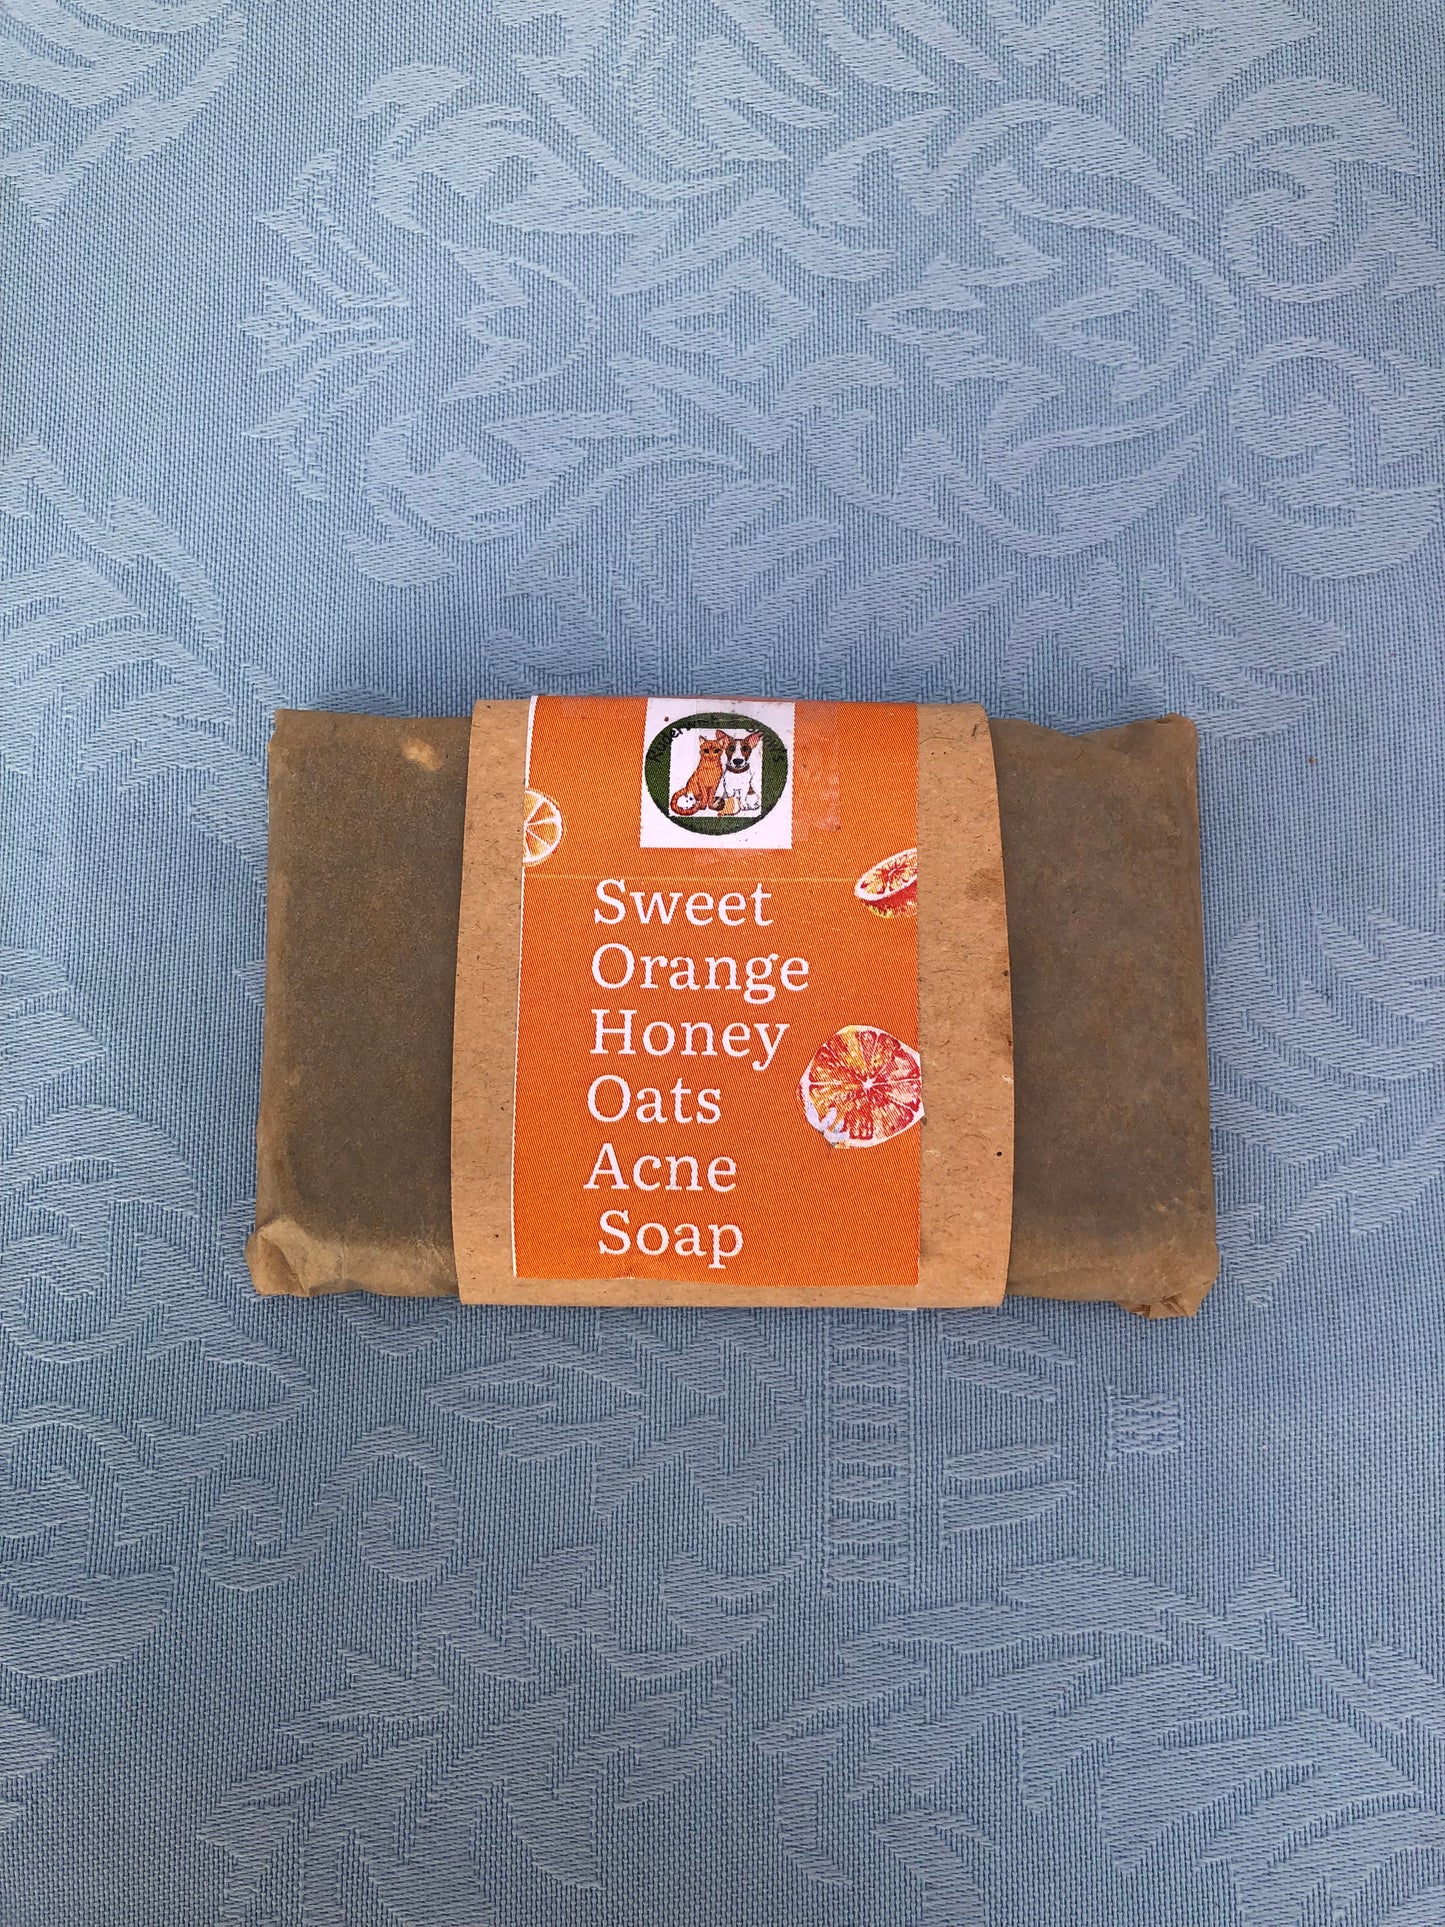 Sweet
Orange
Honey
Oats
Acne
Soap